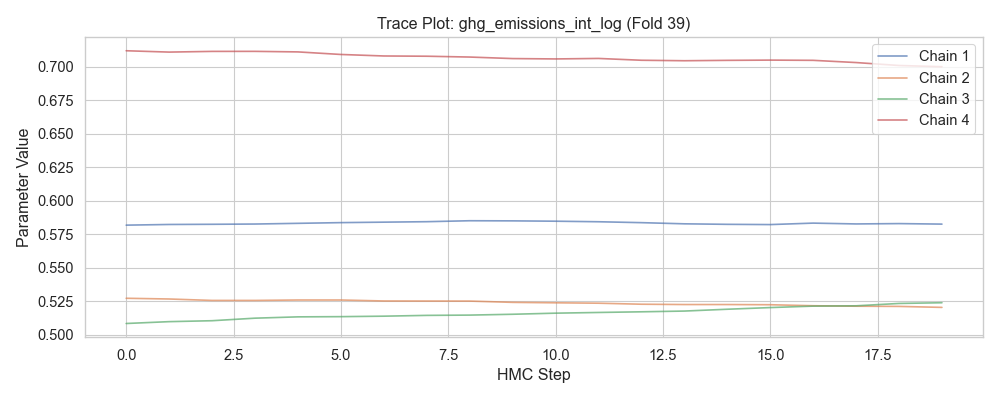 Trace Plot: ghg_emissions_int_log (Fold 39)
Parameter Value
0.700
0.675
0.650
0.625
0.600
0.575
0.550
0.525
0.500
Chain 1
Chain 2
Chain 3
Chain 4
0.0 2.5 5.0 7.5 10.0 12.5 15.0 17.5
HMC Step